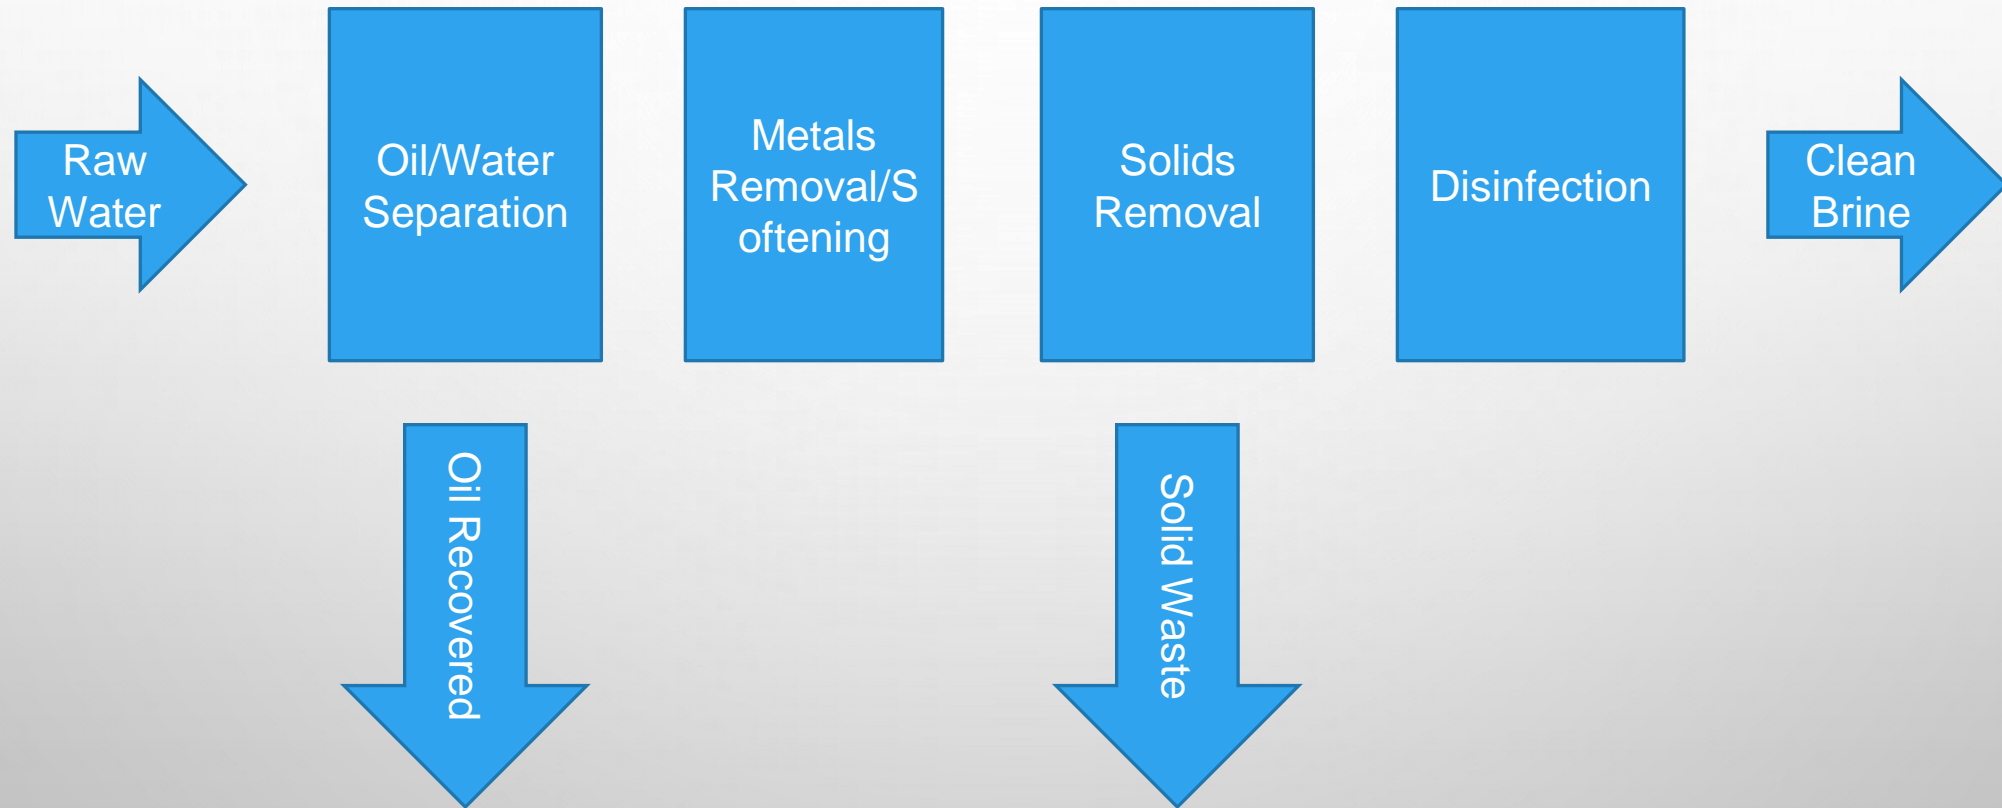 Raw
Water
Oil/Water
Separation
Metals
Removal/S
oftening
Solids
Removal
Disinfection
Clean
Brine
Oil Recovered
Solid Waste